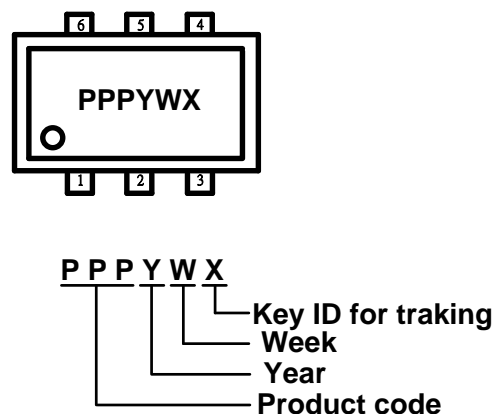 6 5 4
PPPYWX
1 2 3
P P P Y W X
Key ID for traking
Week
Year
Product code